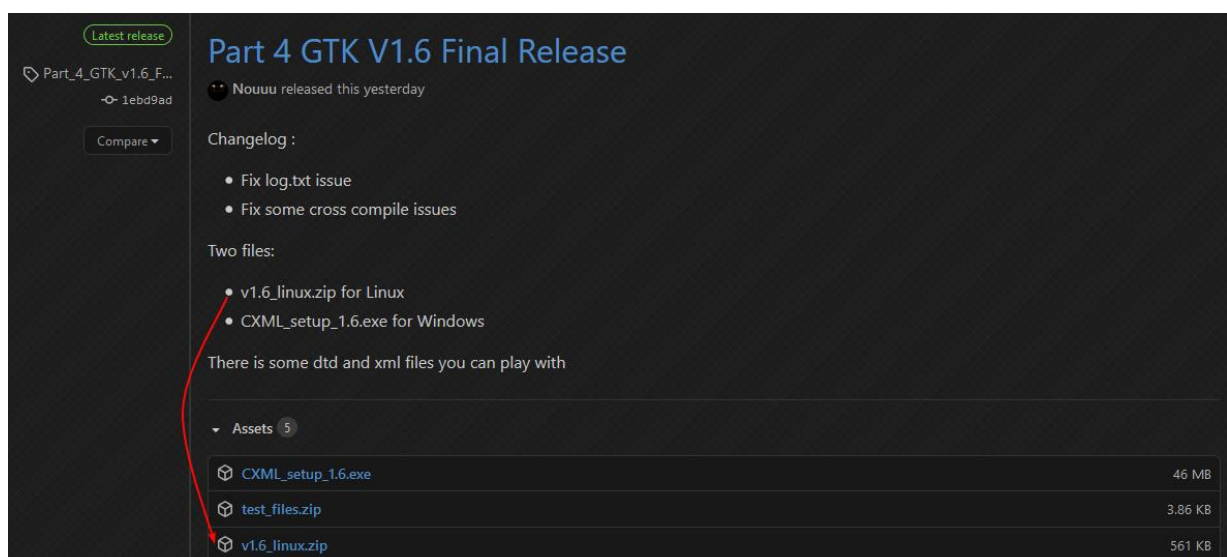 Latest release
Part_4_GTK_v1.6_F...
1ebd9ad
Compare
Part 4 GTK V1.6 Final Release
Nouuu released this yesterday
Changelog :
Fix log.txt issue
Fix some cross compile issues
Two files:
v1.6_linux.zip for Linux
CXML_setup_1.6.exe for Windows
There is some dtd and xml files you can play with
Assets 5
CXML_setup_1.6.exe 46 MB
test_files.zip 3.86 KB
v1.6_linux.zip 561 KB